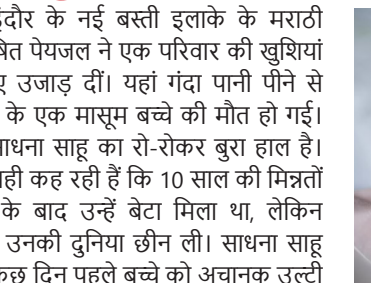 इंदौर के नई बस्ती इलाके के मराठी
पेयजल ने एक परिवार की खुशियां
उजाड़ दीं। यहां गंदा पानी पीने से
के एक मासूम बच्चे की मौत हो गई।
साधना साहू का रो-रोकर बुरा हाल है।
कह रही हैं कि 10 साल की मिन्नतों
के बाद उन्हें बेटा मिला था, लेकिन
उनकी दुनिया छीन ली। साधना साहू
कुछ दिन पहले बच्चे को अचानक उल्टी